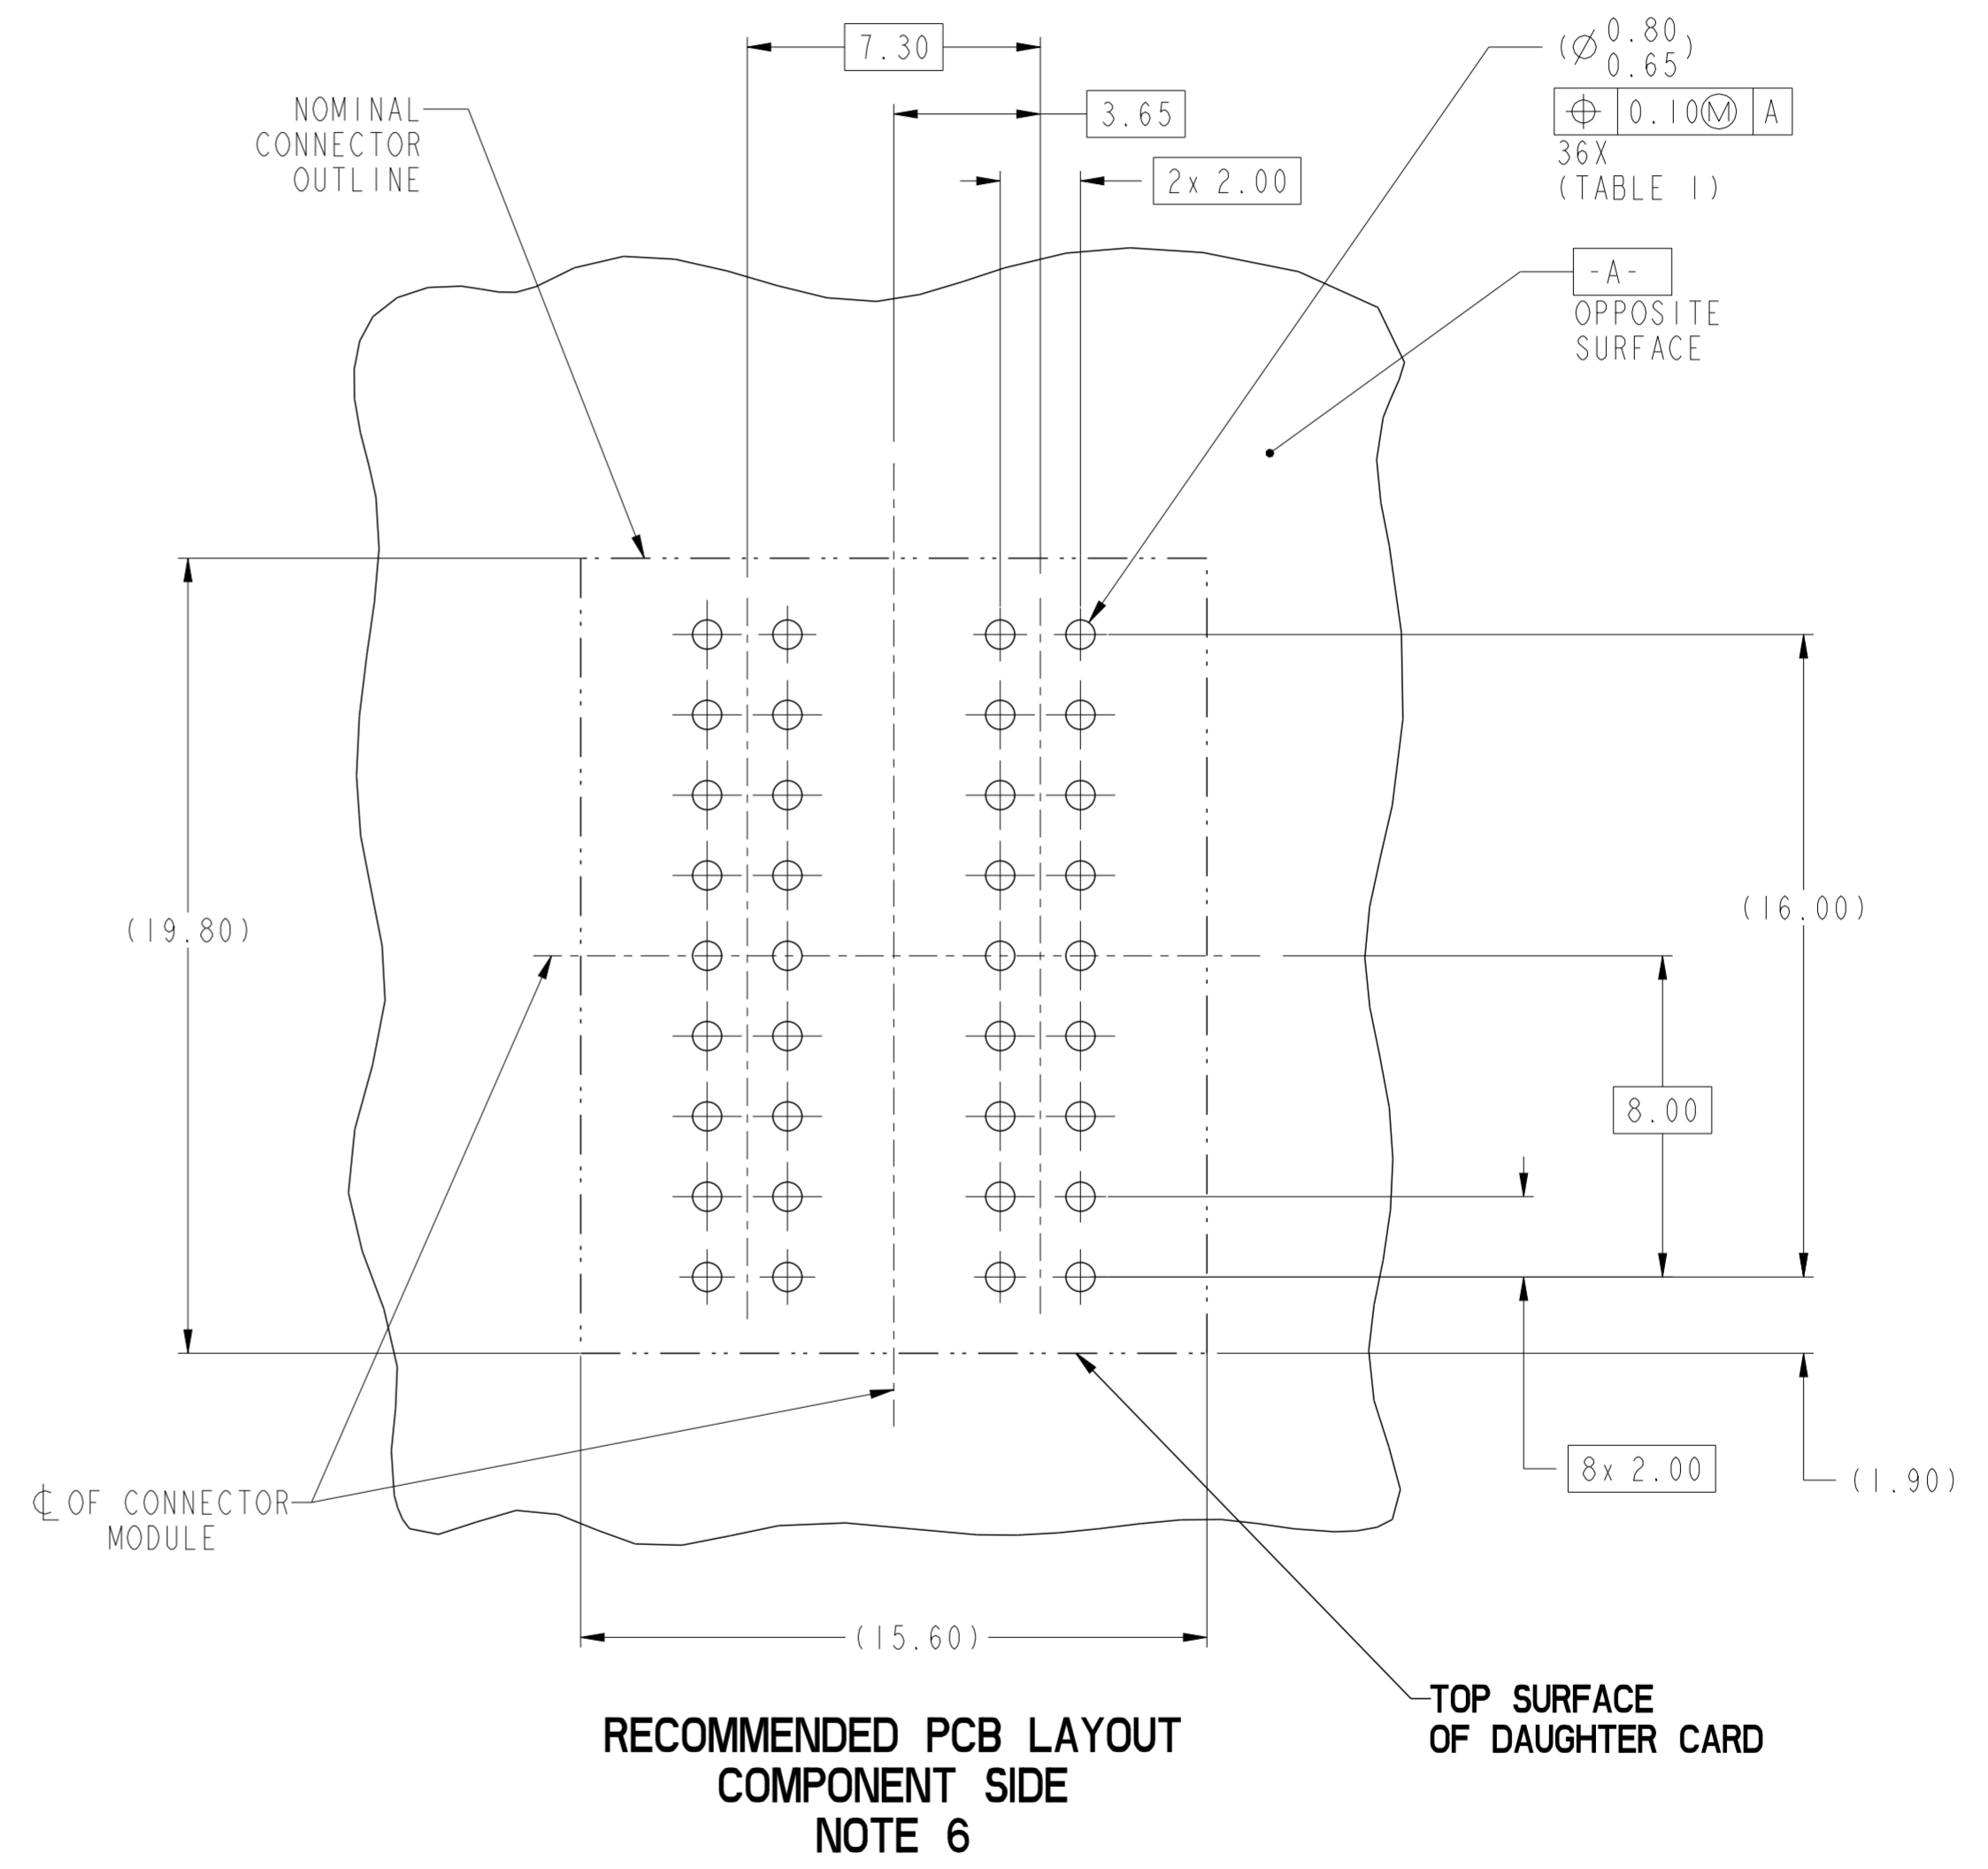 7.30
3.65
2x 2.00
(⌀ 0.80
0.65)
⌖ 0.10Ⓜ A
36X
(TABLE 1)
NOMINAL
CONNECTOR
OUTLINE
-A-
OPPOSITE
SURFACE
(19.80)
(16.00)
8.00
8x 2.00
(1.90)
℄ OF CONNECTOR
MODULE
(15.60)
TOP SURFACE
OF DAUGHTER CARD
RECOMMENDED PCB LAYOUT
COMPONENT SIDE
NOTE 6